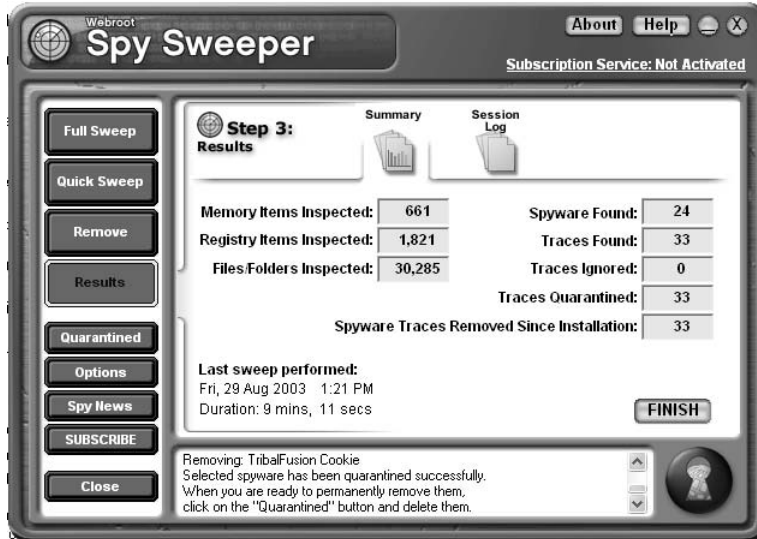 Webroot
Spy Sweeper
About Help
Subscription Service: Not Activated
Full Sweep
Quick Sweep
Remove
Results
Quarantined
Options
Spy News
SUBSCRIBE
Close
Step 3:
Results
Summary
Session
Log
Memory Items Inspected: 661
Registry Items Inspected: 1,821
Files/Folders Inspected: 30,285
Spyware Found: 24
Traces Found: 33
Traces Ignored: 0
Traces Quarantined: 33
Spyware Traces Removed Since Installation: 33
Last sweep performed:
Fri, 29 Aug 2003 1:21 PM
Duration: 9 mins, 11 secs
FINISH
Removing: TribalFusion Cookie
Selected spyware has been quarantined successfully.
When you are ready to permanently remove them,
click on the "Quarantined" button and delete them.